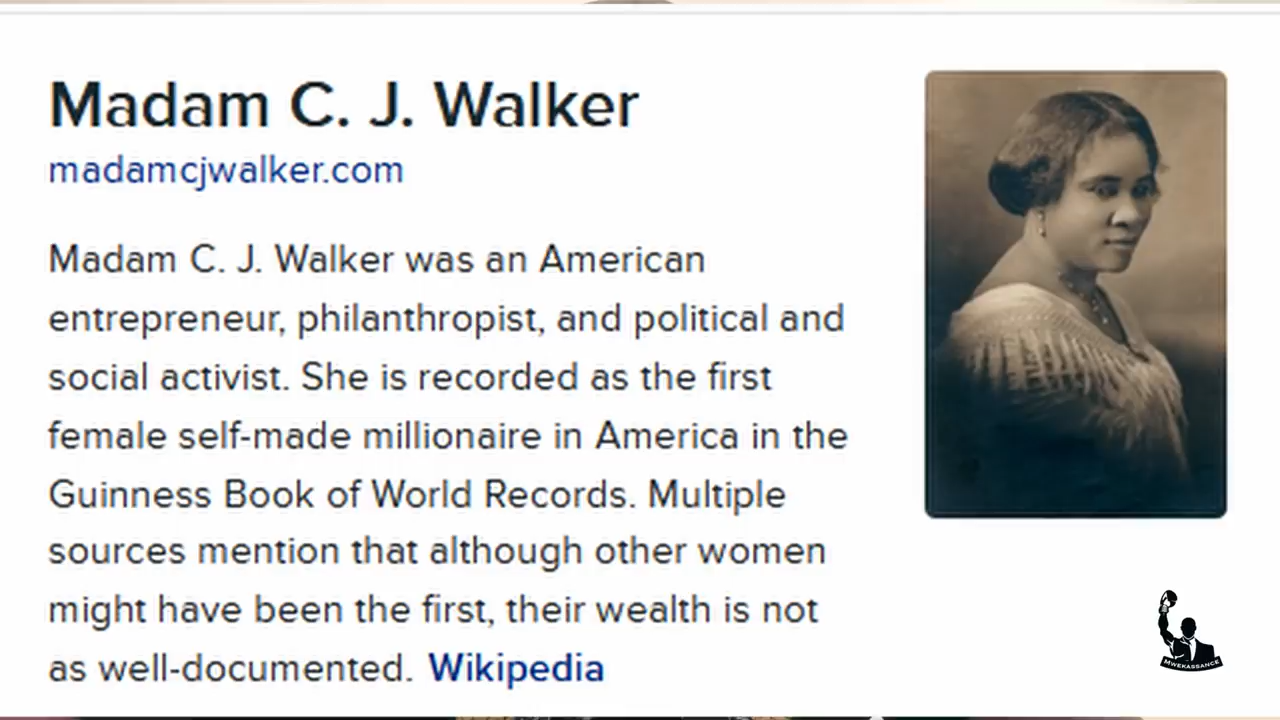 Madam C. J. Walker
madamcjwalker.com
Madam C. J. Walker was an American
entrepreneur, philanthropist, and political and
social activist. She is recorded as the first
female self-made millionaire in America in the
Guinness Book of World Records. Multiple
sources mention that although other women
might have been the first, their wealth is not
as well-documented. Wikipedia
MWEKASSANCE